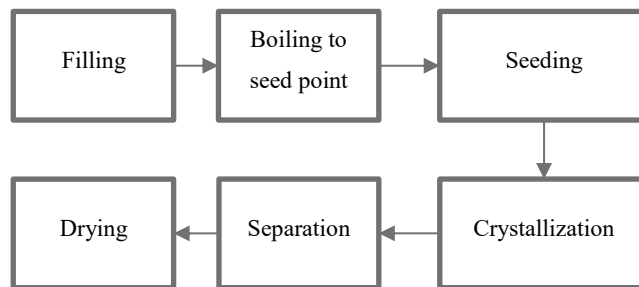 Filling
Boiling to
seed point
Seeding
Crystallization
Separation
Drying